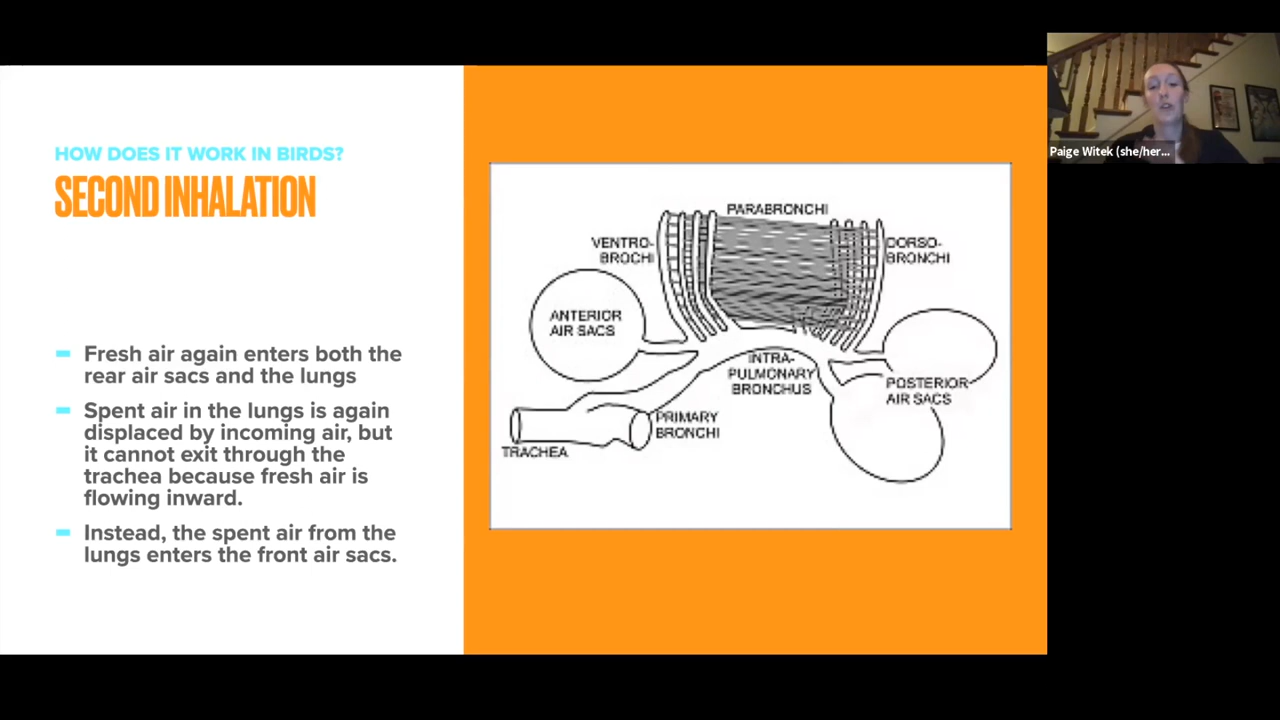 HOW DOES IT WORK IN BIRDS?
SECOND INHALATION
Fresh air again enters both the
rear air sacs and the lungs
Spent air in the lungs is again
displaced by incoming air, but
it cannot exit through the
trachea because fresh air is
flowing inward.
Instead, the spent air from the
lungs enters the front air sacs.
PARABRONCHI
VENTRO-
BROCHI
DORSO-
BRONCHI
ANTERIOR
AIR SACS
INTRA-
PULMONARY
BRONCHUS
POSTERIOR
AIR SACS
PRIMARY
BRONCHI
TRACHEA
Paige Witek (she/her...